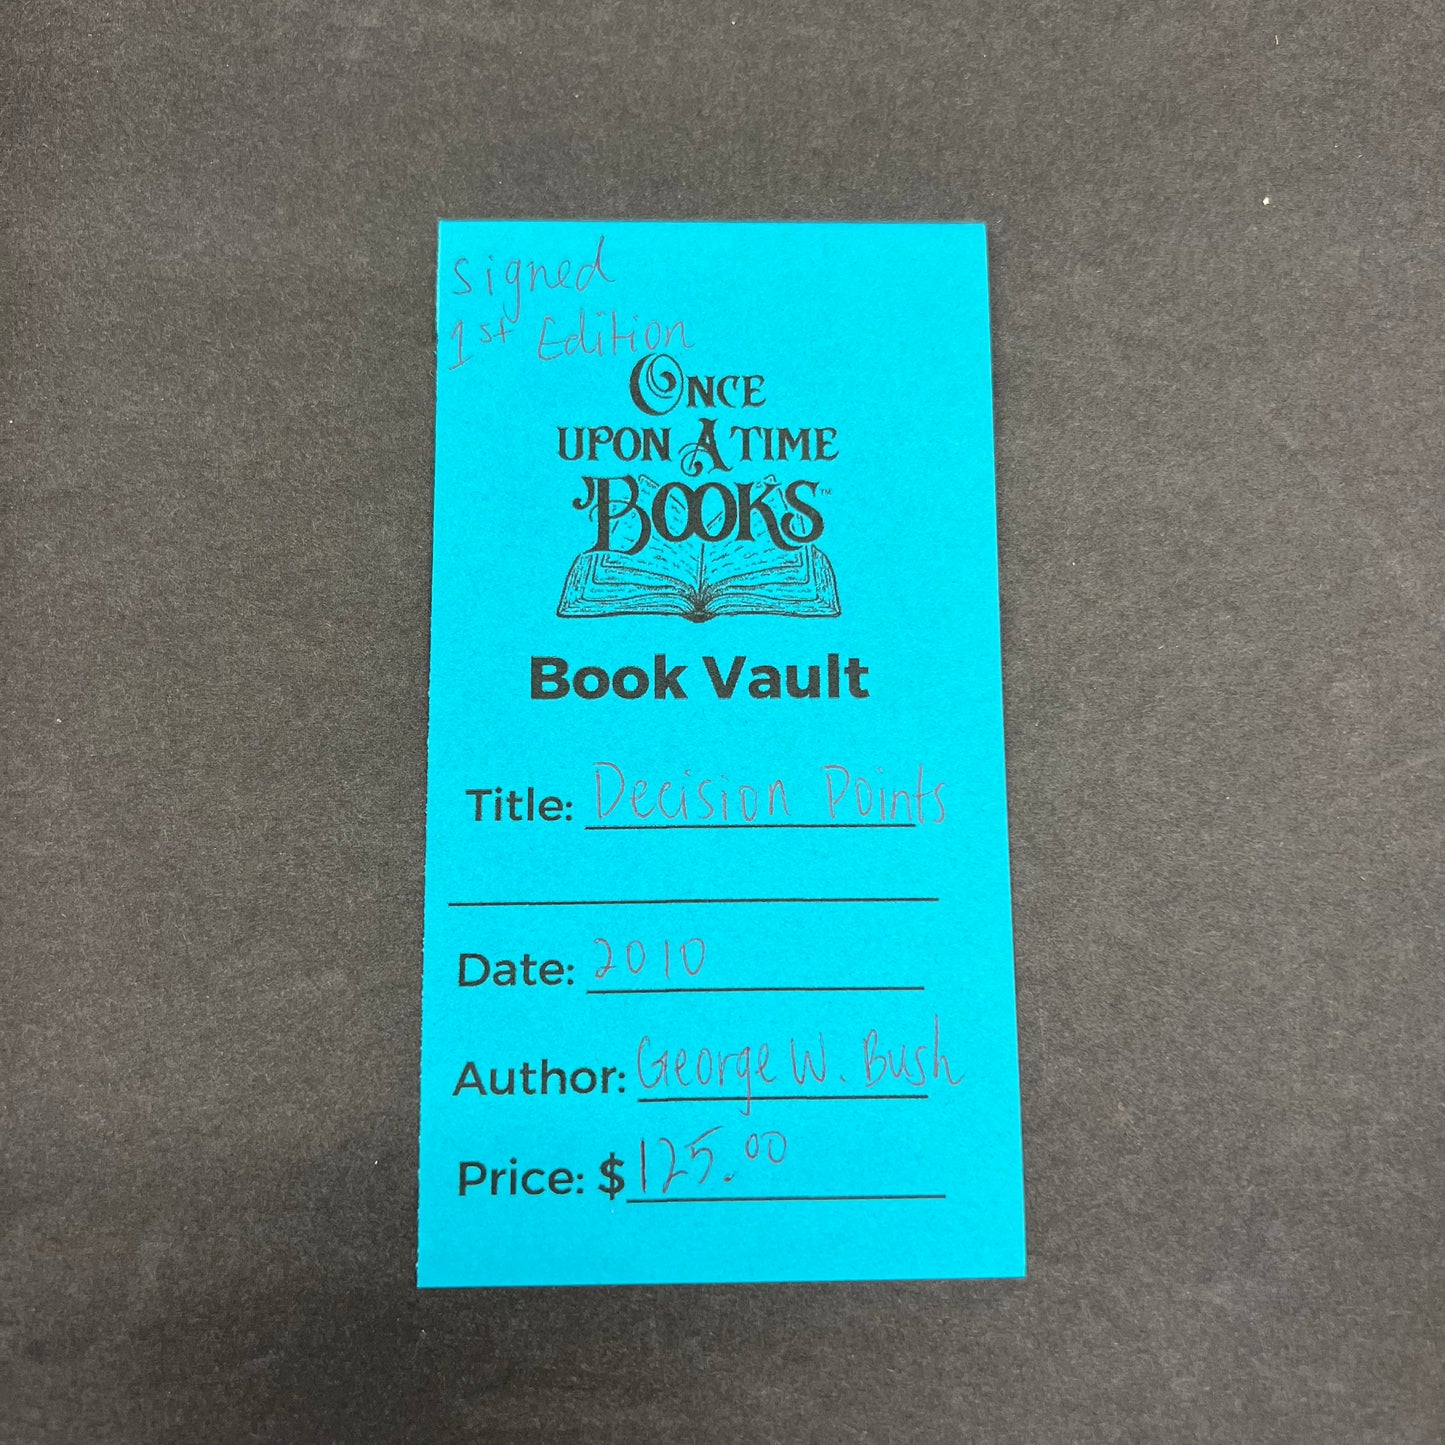 signed
1st Edition
ONCE
UPON A TIME
BOOKS™
Book Vault
Title: Decision Points
Date: 2010
Author: George W. Bush
Price: $125.00